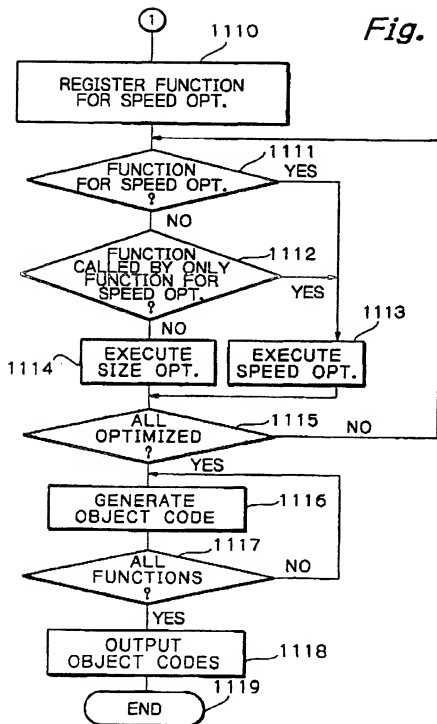 1
Fig.
1110
REGISTER FUNCTION
FOR SPEED OPT.
1111
FUNCTION
FOR SPEED OPT.
?
YES
NO
1112
FUNCTION
CALLED BY ONLY
FUNCTION FOR
SPEED OPT.
?
YES
NO
1113
1114
EXECUTE
SIZE OPT.
EXECUTE
SPEED OPT.
1115
ALL
OPTIMIZED
?
NO
YES
GENERATE
OBJECT CODE
1116
1117
ALL
FUNCTIONS
?
NO
YES
OUTPUT
OBJECT CODES
1118
END
1119